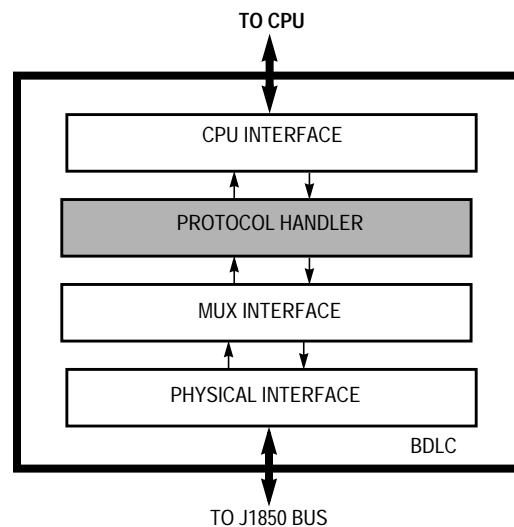 TO CPU
CPU INTERFACE
PROTOCOL HANDLER
MUX INTERFACE
PHYSICAL INTERFACE
BDLC
TO J1850 BUS